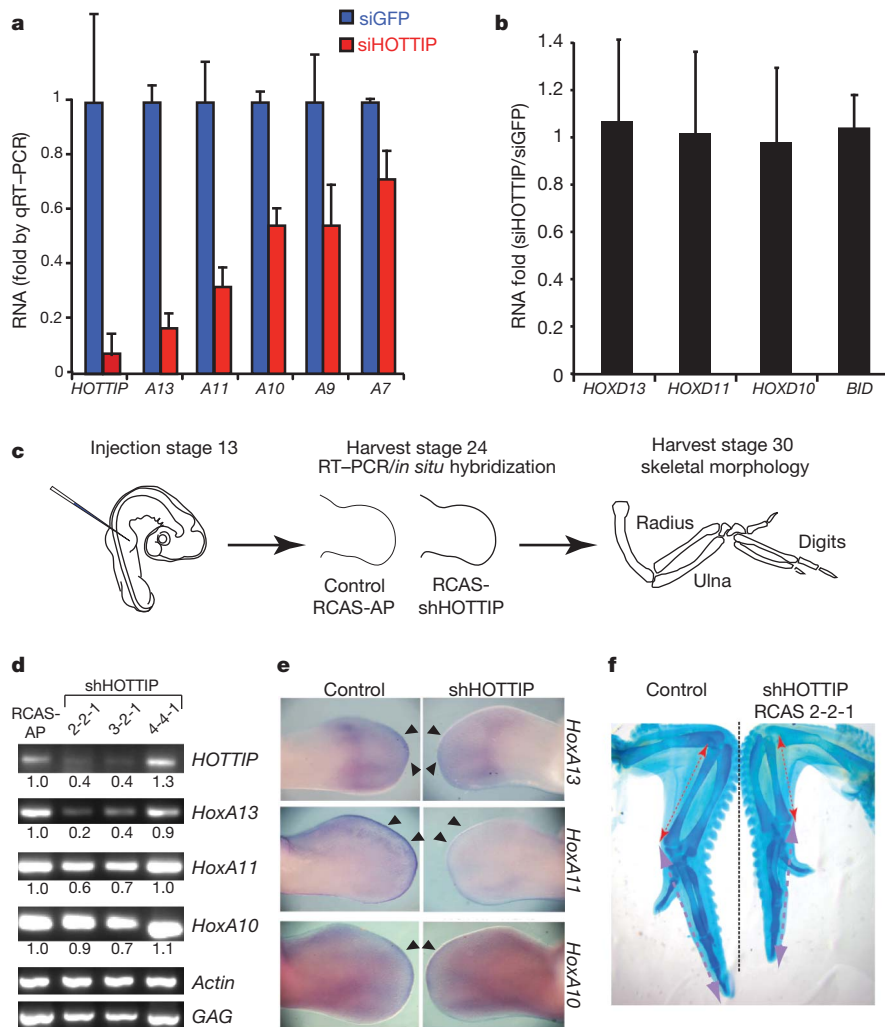 a
siGFP
siHOTTIP
RNA (fold by qRT–PCR)
1
0.8
0.6
0.4
0.2
0
HOTTIP A13 A11 A10 A9 A7
b
RNA fold (siHOTTIP/siGFP)
1.4
1.2
1
0.8
0.6
0.4
0.2
0
HOXD13 HOXD11 HOXD10 BID
c
Injection stage 13
Harvest stage 24
RT–PCR/in situ hybridization
Control
RCAS-AP
RCAS-
shHOTTIP
Harvest stage 30
skeletal morphology
Radius
Ulna
Digits
d
shHOTTIP
RCAS-
AP
2-2-1 3-2-1 4-4-1
HOTTIP
1.0 0.4 0.4 1.3
HoxA13
1.0 0.2 0.4 0.9
HoxA11
1.0 0.6 0.7 1.0
HoxA10
1.0 0.9 0.7 1.1
Actin
GAG
e
Control shHOTTIP
HoxA13
HoxA11
HoxA10
f
Control
shHOTTIP
RCAS 2-2-1